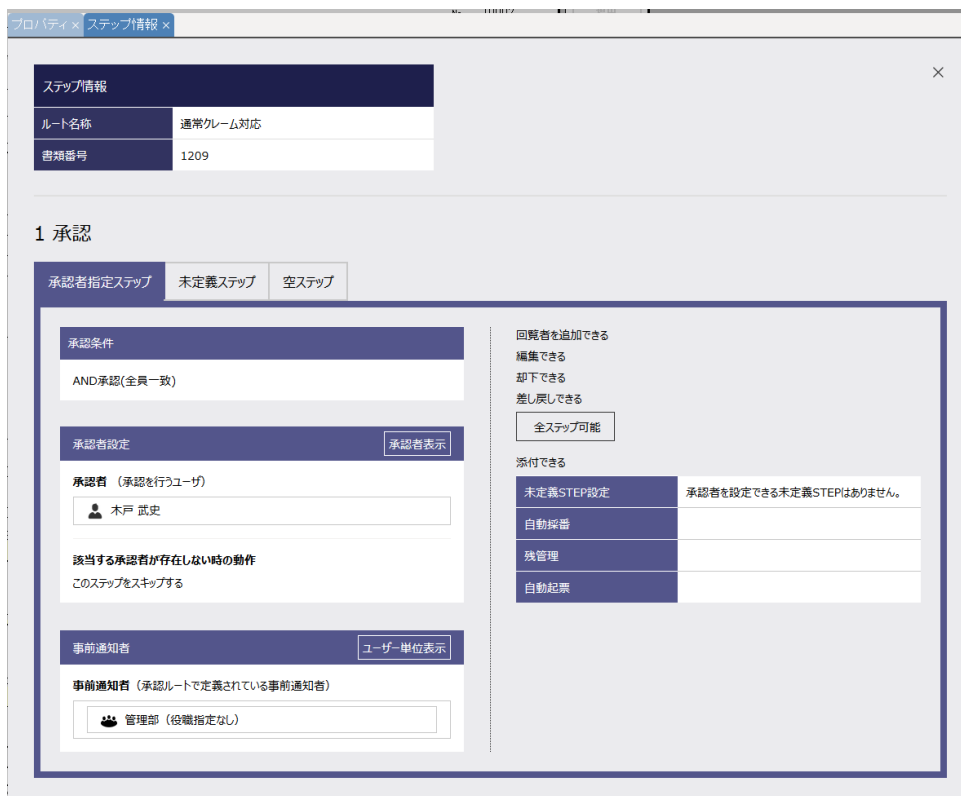 プロパティ × ステップ情報 ×
ステップ情報
ルート名称 通常クレーム対応
書類番号 1209
1 承認
承認者指定ステップ 未定義ステップ 空ステップ
承認条件
AND承認(全員一致)
承認者設定 承認者表示
承認者 (承認を行うユーザ)
木戸 武史
該当する承認者が存在しない時の動作
このステップをスキップする
事前通知者 ユーザー単位表示
事前通知者 (承認ルートで定義されている事前通知者)
管理部 (役職指定なし)
回覧者を追加できる
編集できる
却下できる
差し戻しできる
全ステップ可能
添付できる
未定義STEP設定 承認者を設定できる未定義STEPはありません。
自動採番
残管理
自動起票